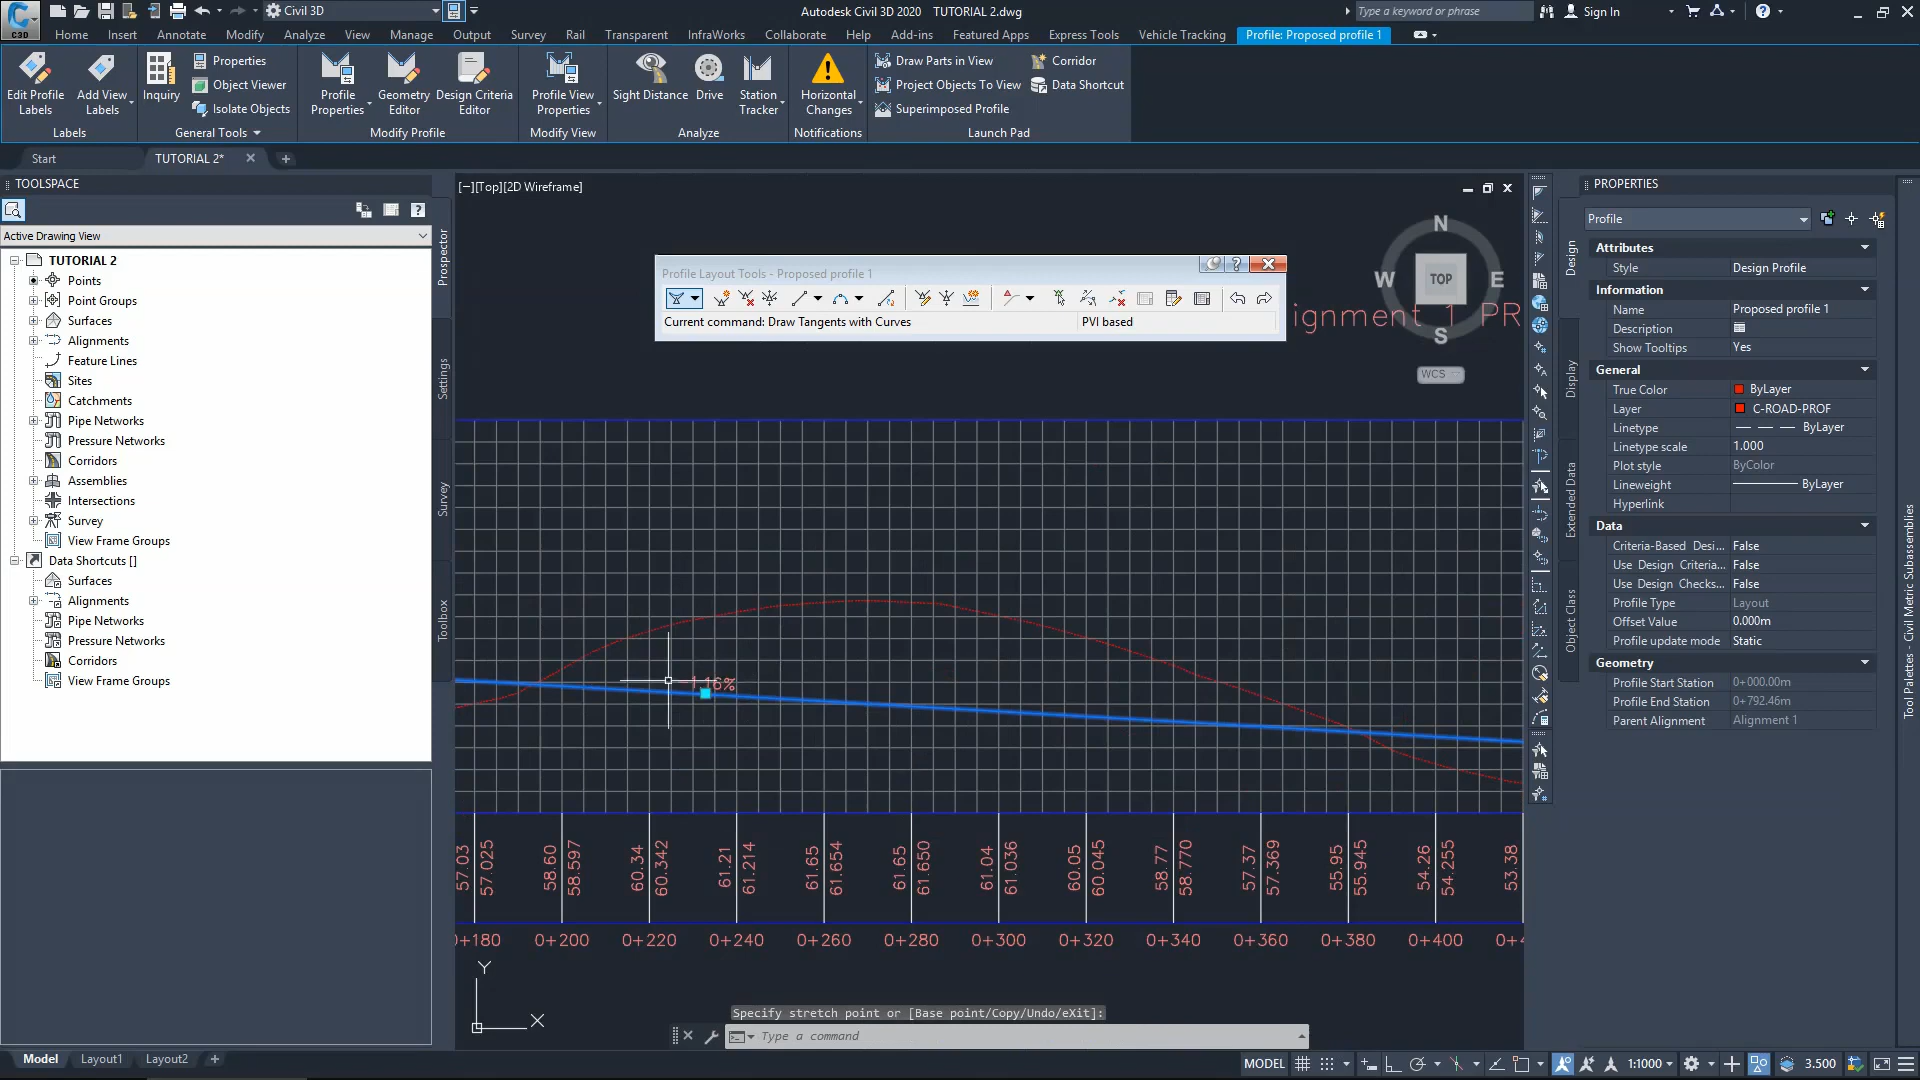 Civil 3D
Autodesk Civil 3D 2020 TUTORIAL 2.dwg
Type a keyword or phrase
Sign In
C3D
Home Insert Annotate Modify Analyze View Manage Output Survey Rail Transparent InfraWorks Collaborate Help Add-ins Featured Apps Express Tools Vehicle Tracking Profile: Proposed profile 1
Edit Profile Labels
Add View Labels
Inquiry
Properties
Object Viewer
Isolate Objects
Profile Properties
Geometry Editor
Design Criteria Editor
Profile View Properties
Sight Distance
Drive
Station Tracker
Horizontal Changes
Draw Parts in View
Project Objects To View
Superimposed Profile
Corridor
Data Shortcut
Labels General Tools Modify Profile Modify View Analyze Notifications Launch Pad
Start TUTORIAL 2*
TOOLSPACE
Active Drawing View
TUTORIAL 2
Points
Point Groups
Surfaces
Alignments
Feature Lines
Sites
Catchments
Pipe Networks
Pressure Networks
Corridors
Assemblies
Intersections
Survey
View Frame Groups
Data Shortcuts []
Surfaces
Alignments
Pipe Networks
Pressure Networks
Corridors
View Frame Groups
Prospector
Settings
Survey
Toolbox
[−][Top][2D Wireframe]
Profile Layout Tools - Proposed profile 1
Current command: Draw Tangents with Curves PVI based
ignment 1 PR
N
W TOP E
S
WCS
57.03 57.025 58.60 58.597 60.34 60.342 61.21 61.214 61.65 61.654 61.65 61.650 61.04 61.036 60.05 60.045 58.77 58.770 57.37 57.369 55.95 55.945 54.26 54.255 53.38
0+180 0+200 0+220 0+240 0+260 0+280 0+300 0+320 0+340 0+360 0+380 0+400
Y
X
Specify stretch point or [Base point/Copy/Undo/eXit]:
Type a command
Model Layout1 Layout2
MODEL 1:1000 3.500
PROPERTIES
Profile
Attributes
Style Design Profile
Information
Name Proposed profile 1
Description
Show Tooltips Yes
General
True Color ByLayer
Layer C-ROAD-PROF
Linetype ByLayer
Linetype scale 1.000
Plot style ByColor
Lineweight ByLayer
Hyperlink
Data
Criteria-Based Desi... False
Use Design Criteria... False
Use Design Checks... False
Profile Type Layout
Offset Value 0.000m
Profile update mode Static
Geometry
Profile Start Station 0+000.00m
Profile End Station 0+792.46m
Parent Alignment Alignment 1
Design
Display
Extended Data
Object Class
Tool Palettes - Civil Metric Subassemblies